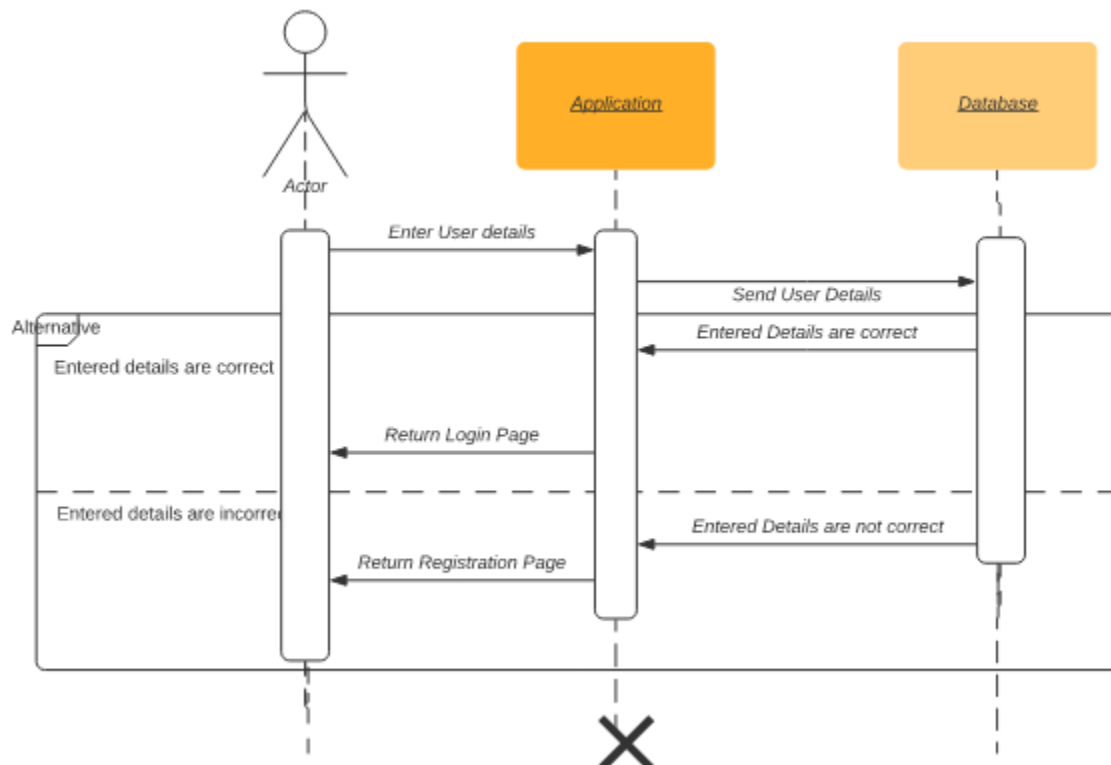 Application
Database
Actor
Enter User details
Send User Details
Alternative
Entered Details are correct
Entered details are correct
Return Login Page
Entered details are incorrec
Entered Details are not correct
Return Registration Page